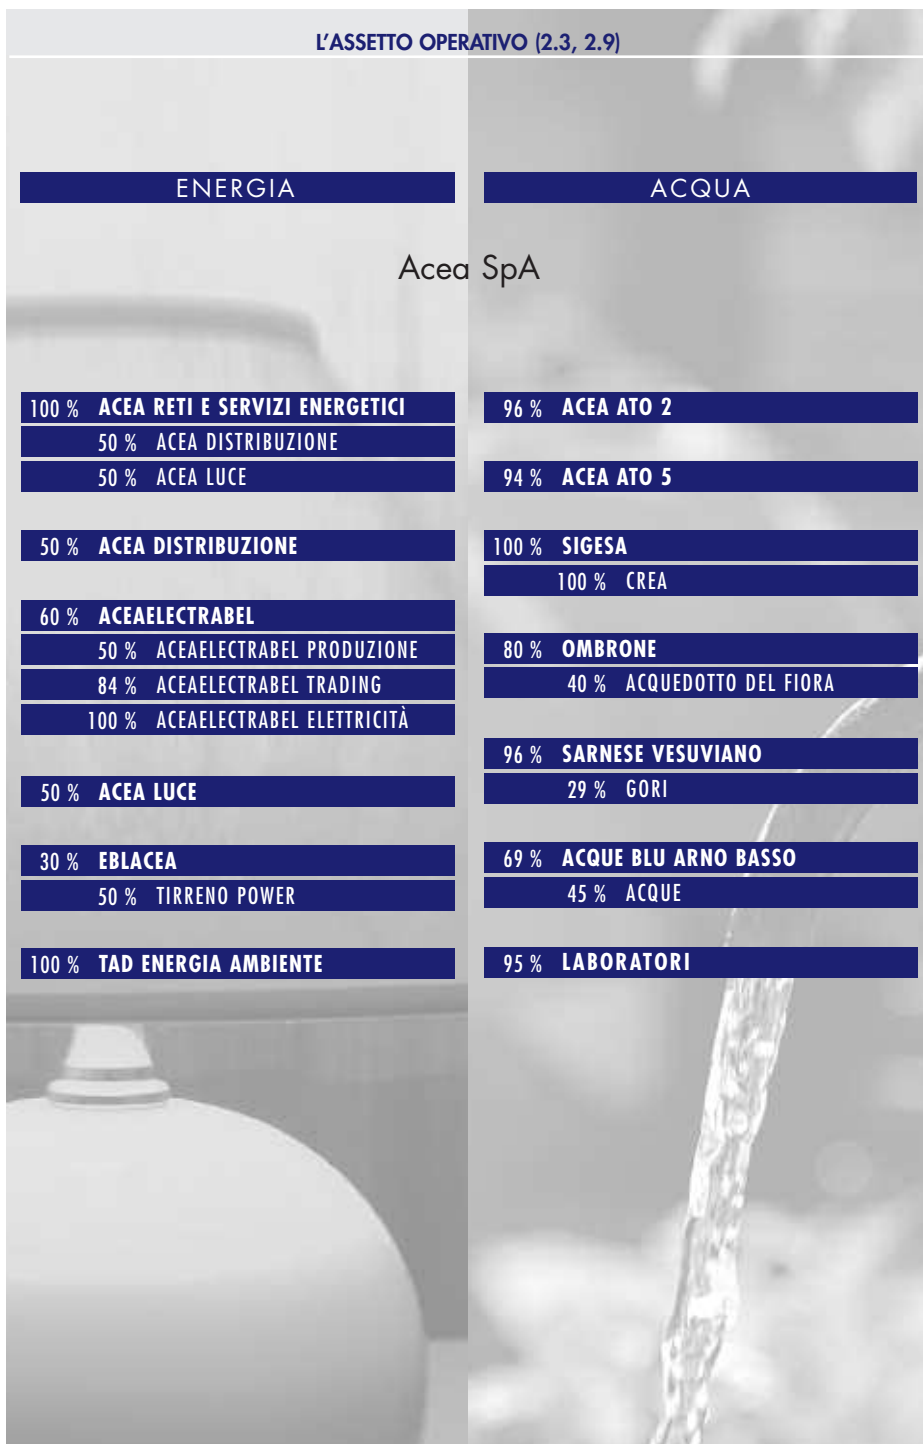 L'ASSETTO OPERATIVO (2.3, 2.9)
ENERGIA
ACQUA
Acea SpA
100 % ACEA RETI E SERVIZI ENERGETICI
50 % ACEA DISTRIBUZIONE
50 % ACEA LUCE
50 % ACEA DISTRIBUZIONE
60 % ACEAELECTRABEL
50 % ACEAELECTRABEL PRODUZIONE
84 % ACEAELECTRABEL TRADING
100 % ACEAELECTRABEL ELETTRICITÀ
50 % ACEA LUCE
30 % EBLACEA
50 % TIRRENO POWER
100 % TAD ENERGIA AMBIENTE
96 % ACEA ATO 2
94 % ACEA ATO 5
100 % SIGESA
100 % CREA
80 % OMBRONE
40 % ACQUEDOTTO DEL FIORA
96 % SARNESE VESUVIANO
29 % GORI
69 % ACQUE BLU ARNO BASSO
45 % ACQUE
95 % LABORATORI